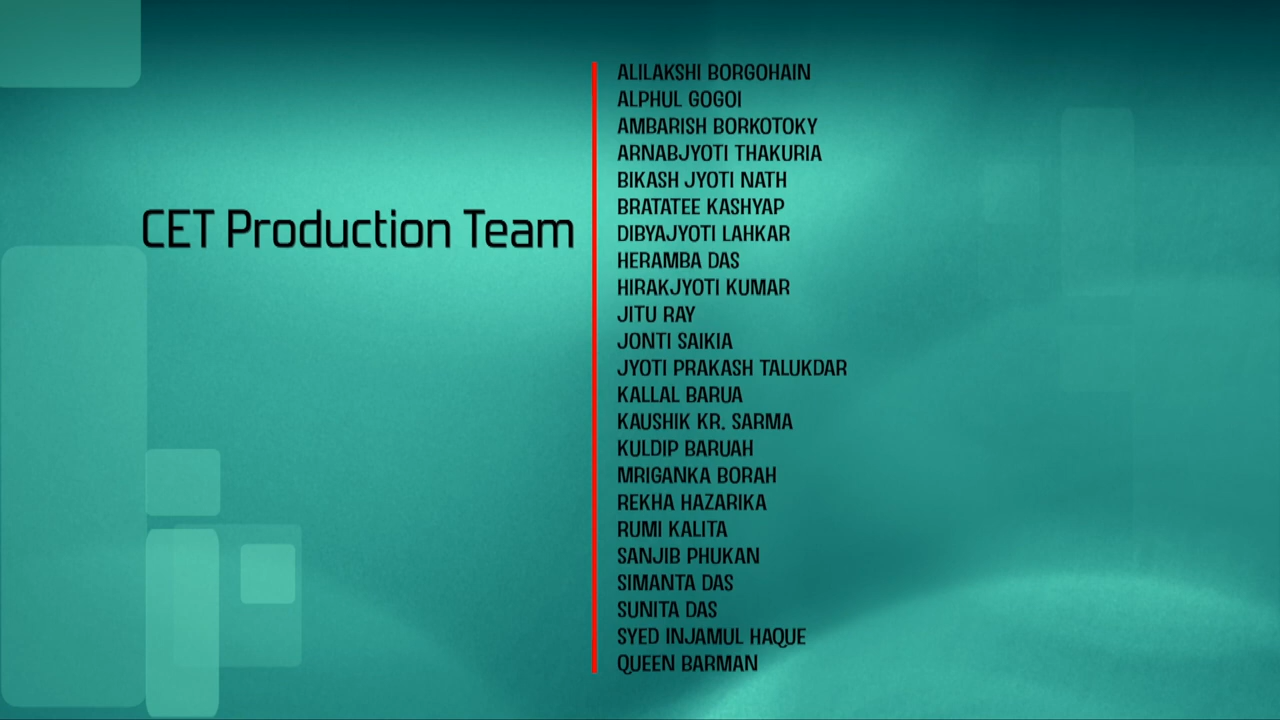 CET Production Team
ALILAKSHI BORGOHAIN
ALPHUL GOGOI
AMBARISH BORKOTOKY
ARNABJYOTI THAKURIA
BIKASH JYOTI NATH
BRATATEE KASHYAP
DIBYAJYOTI LAHKAR
HERAMBA DAS
HIRAKJYOTI KUMAR
JITU RAY
JONTI SAIKIA
JYOTI PRAKASH TALUKDAR
KALLAL BARUA
KAUSHIK KR. SARMA
KULDIP BARUAH
MRIGANKA BORAH
REKHA HAZARIKA
RUMI KALITA
SANJIB PHUKAN
SIMANTA DAS
SUNITA DAS
SYED INJAMUL HAQUE
QUEEN BARMAN